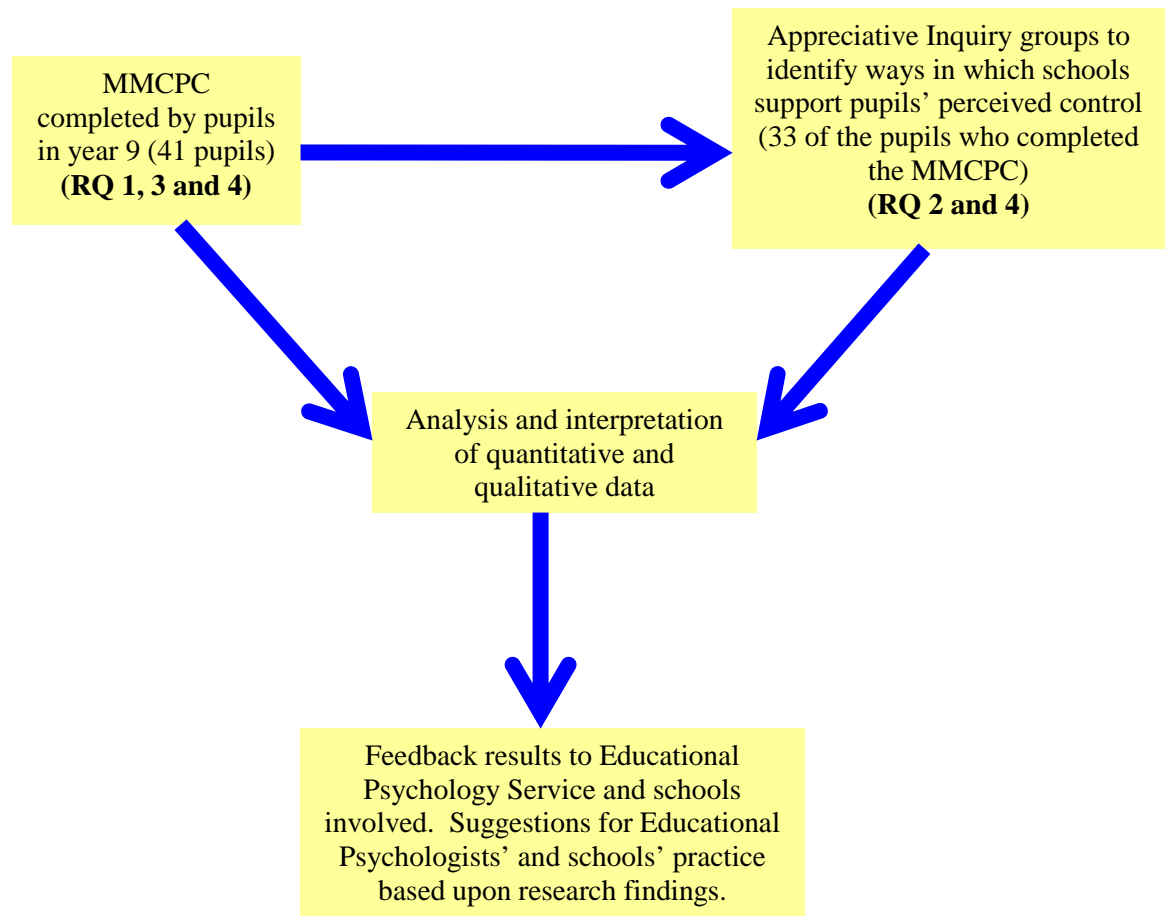 MMCPC
completed by pupils
in year 9 (41 pupils)
(RQ 1, 3 and 4)
Appreciative Inquiry groups to
identify ways in which schools
support pupils’ perceived control
(33 of the pupils who completed
the MMCPC)
(RQ 2 and 4)
Analysis and interpretation
of quantitative and
qualitative data
Feedback results to Educational
Psychology Service and schools
involved.  Suggestions for Educational
Psychologists’ and schools’ practice
based upon research findings.